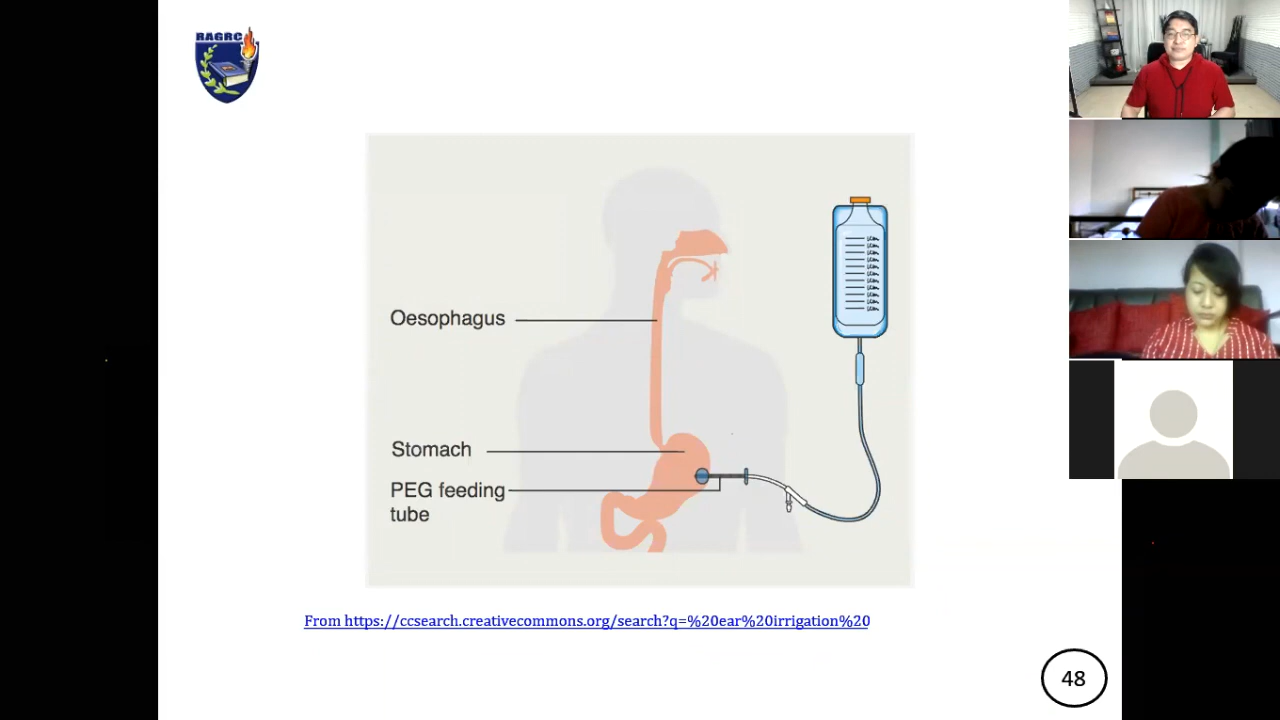 RAGRC
Oesophagus
Stomach
PEG feeding
tube
From https://ccsearch.creativecommons.org/search?q=%20ear%20irrigation%20
48